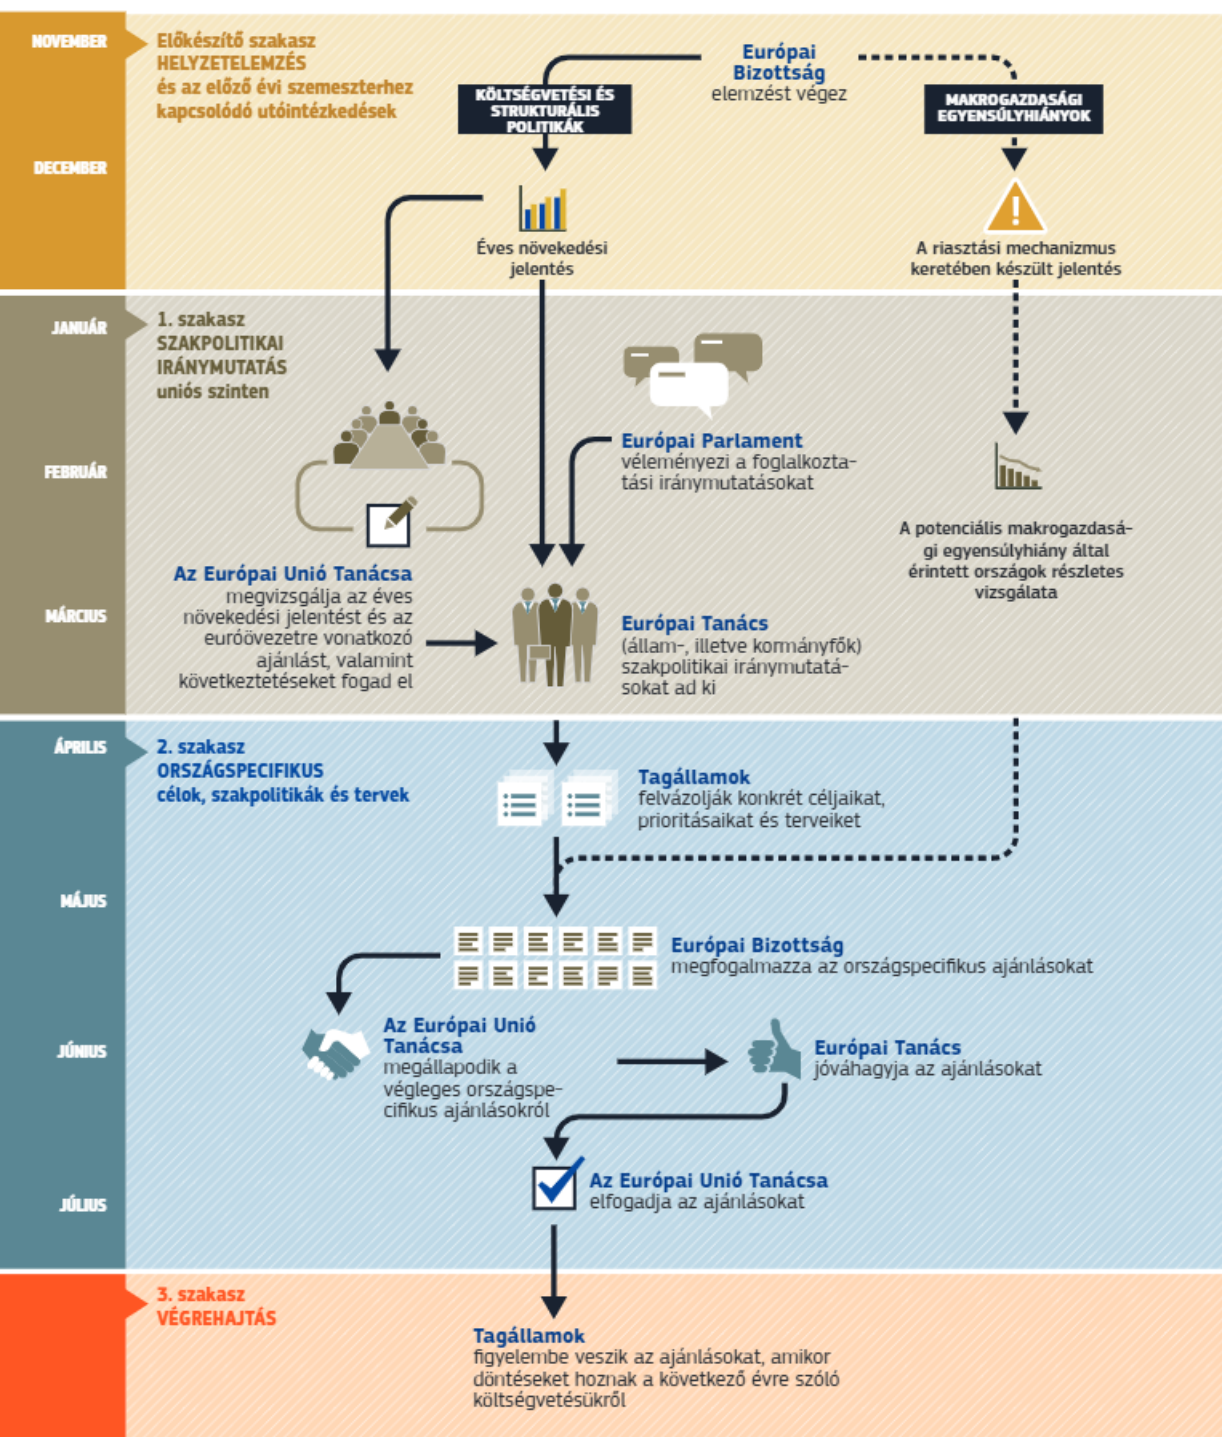 NOVEMBER
Előkészítő szakasz
HELYZETELEMZÉS
és az előző évi szemeszterhez
kapcsolódó utóintézkedések
Európai
Bizottság
elemzést végez
KÖLTSÉGVETÉSI ÉS
STRUKTURÁLIS
POLITIKÁK
MAKROGAZDASÁGI
EGYENSÚLYHIÁNYOK
DECEMBER
Éves növekedési
jelentés
A riasztási mechanizmus
keretében készült jelentés
JANUÁR
1. szakasz
SZAKPOLITIKAI
IRÁNYMUTATÁS
uniós szinten
Európai Parlament
véleményezi a foglalkozta-
tási iránymutatásokat
FEBRUÁR
A potenciális makrogazdasá-
gi egyensúlyhiány által
érintett országok részletes
vizsgálata
Az Európai Unió Tanácsa
megvizsgálja az éves
növekedési jelentést és az
euróövezetre vonatkozó
ajánlást, valamint
következtetéseket fogad el
MÁRCIUS
Európai Tanács
(állam-, illetve kormányfők)
szakpolitikai iránymutatá-
sokat ad ki
ÁPRILIS
2. szakasz
ORSZÁGSPECIFIKUS
célok, szakpolitikák és tervek
Tagállamok
felvázolják konkrét céljaikat,
prioritásaikat és terveiket
MÁJUS
Európai Bizottság
megfogalmazza az országspecifikus ajánlásokat
JÚNIUS
Az Európai Unió
Tanácsa
megállapodik a
végleges országspe-
cifikus ajánlásokról
Európai Tanács
jóváhagyja az ajánlásokat
JÚLIUS
Az Európai Unió Tanácsa
elfogadja az ajánlásokat
3. szakasz
VÉGREHAJTÁS
Tagállamok
figyelembe veszik az ajánlásokat, amikor
döntéseket hoznak a következő évre szóló
költségvetésükről